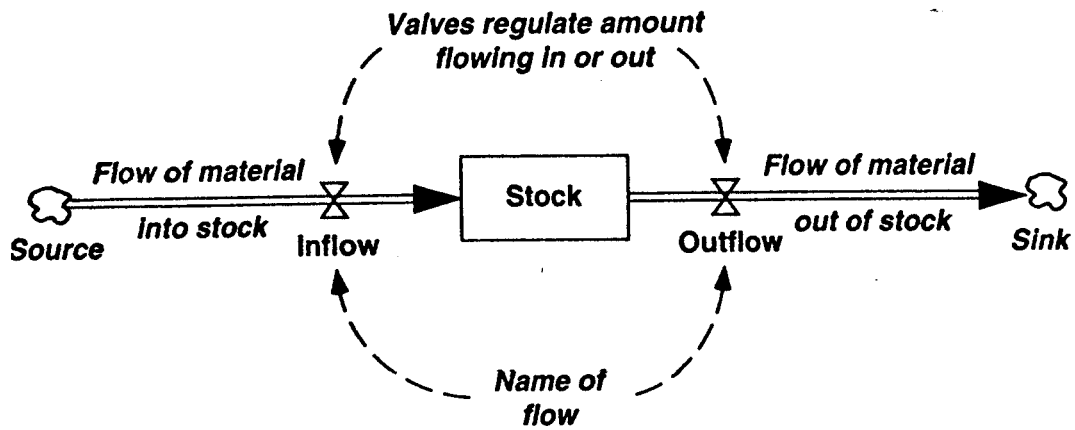 Valves regulate amount
flowing in or out
Flow of material
into stock
Source
Inflow
Stock
Flow of material
out of stock
Outflow
Sink
Name of
flow